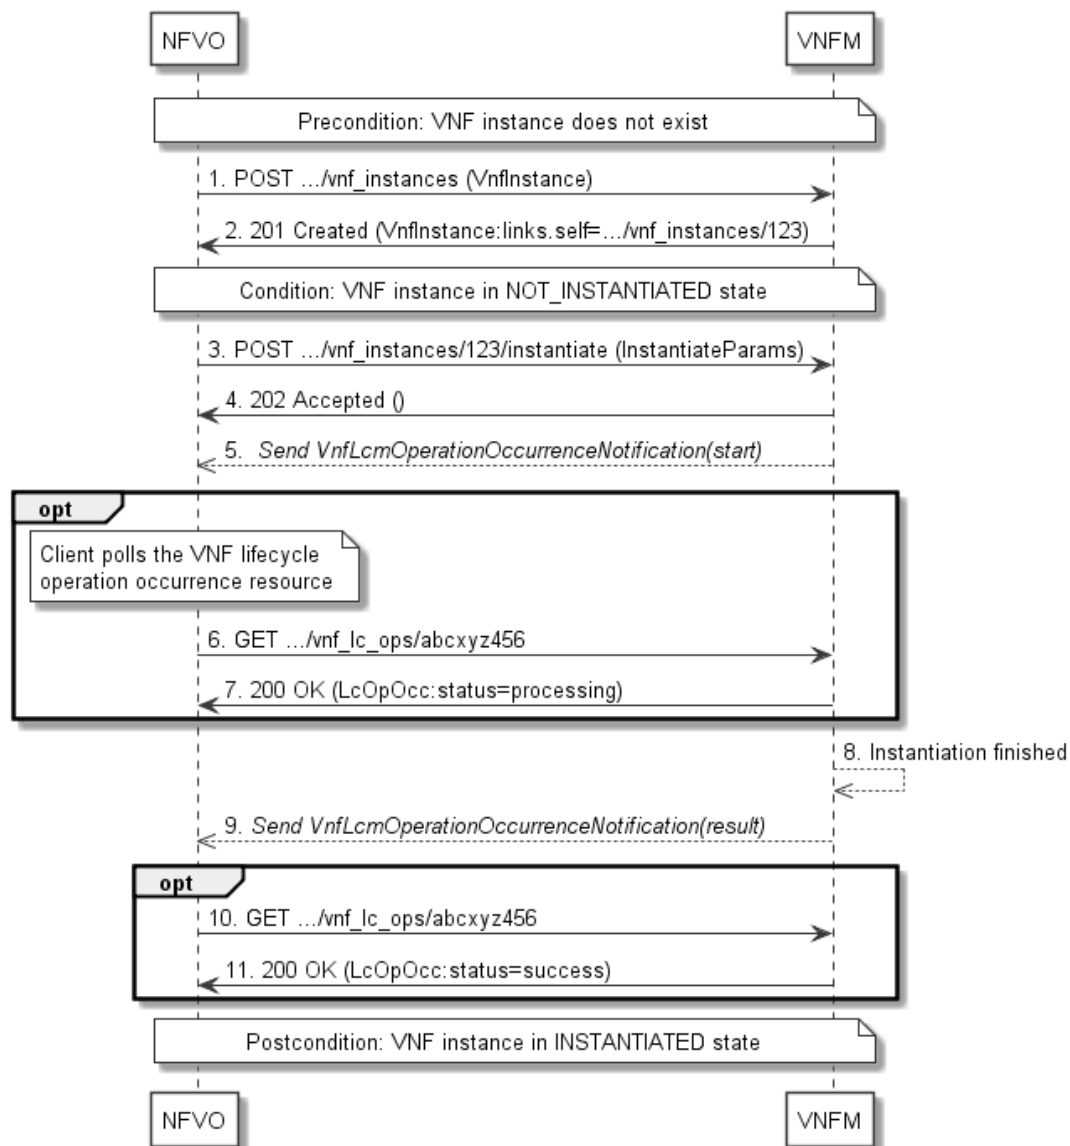 NFVO
VNFM
Precondition: VNF instance does not exist
1. POST .../vnf_instances (VnfInstance)
2. 201 Created (VnfInstance:links.self=.../vnf_instances/123)
Condition: VNF instance in NOT_INSTANTIATED state
3. POST .../vnf_instances/123/instantiate (InstantiateParams)
4. 202 Accepted ()
5. Send VnfLcmOperationOccurrenceNotification(start)
opt
Client polls the VNF lifecycle
operation occurrence resource
6. GET .../vnf_lc_ops/abcxyz456
7. 200 OK (LcOpOcc:status=processing)
8. Instantiation finished
9. Send VnfLcmOperationOccurrenceNotification(result)
opt
10. GET .../vnf_lc_ops/abcxyz456
11. 200 OK (LcOpOcc:status=success)
Postcondition: VNF instance in INSTANTIATED state
NFVO
VNFM